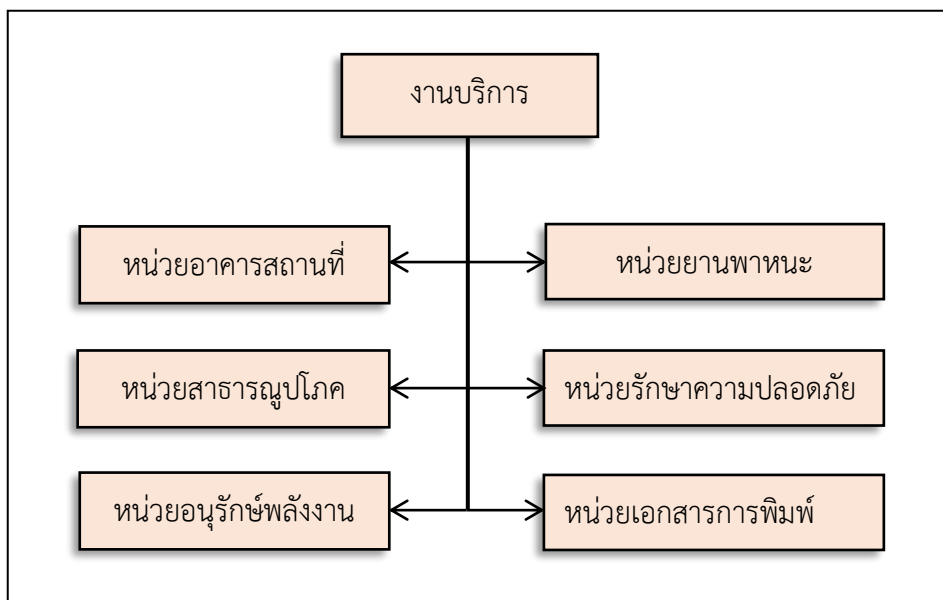 งานบริการ
หน่วยอาคารสถานที่
หน่วยยานพาหนะ
หน่วยสาธารณูปโภค
หน่วยรักษาความปลอดภัย
หน่วยอนุรักษ์พลังงาน
หน่วยเอกสารการพิมพ์